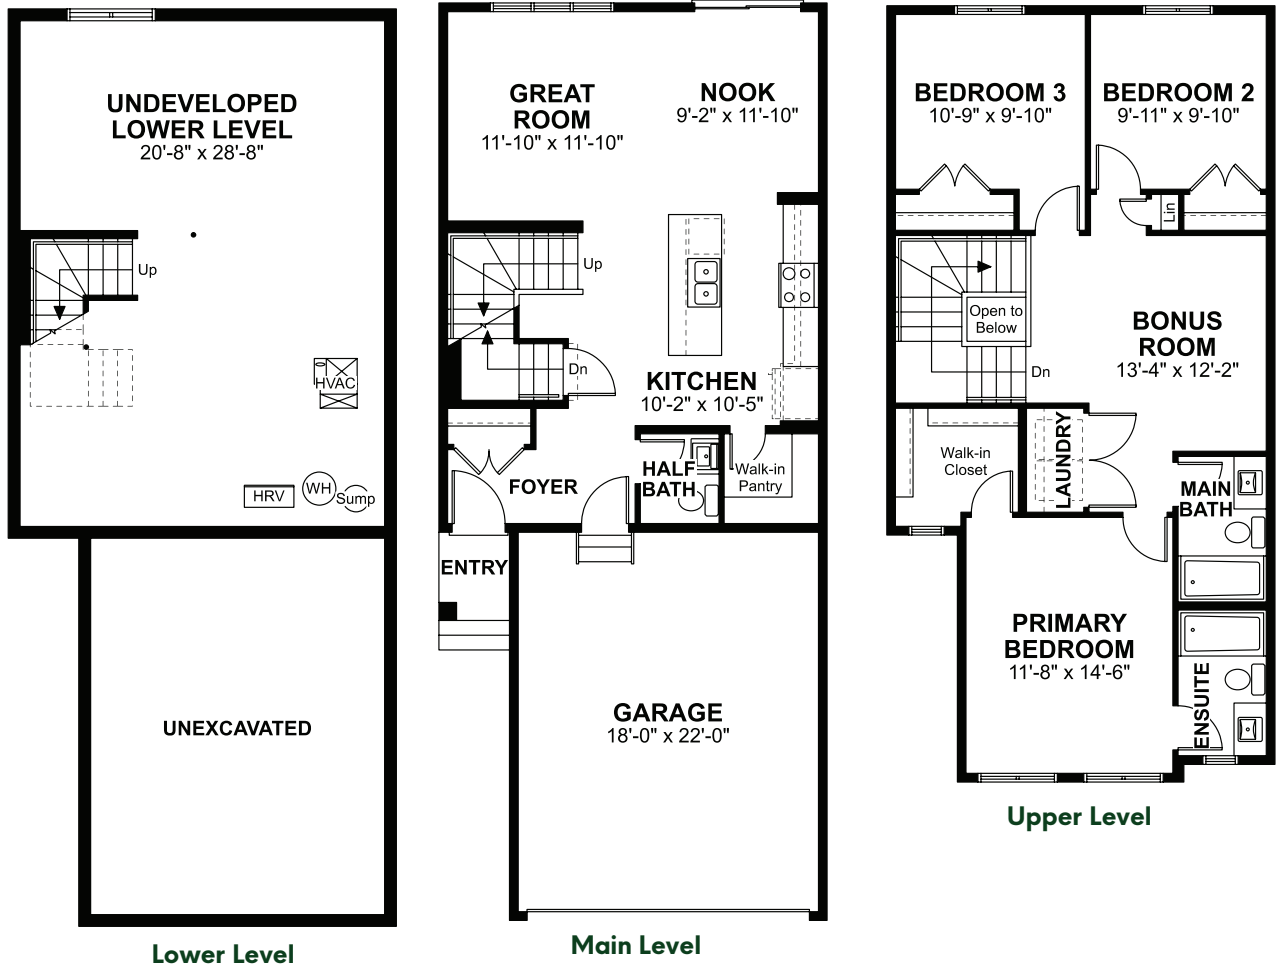 UNDEVELOPED
LOWER LEVEL
20'-8" x 28'-8"
Up
HVAC
HRV
WH
Sump
UNEXCAVATED
Lower Level
GREAT
ROOM
11'-10" x 11'-10"
NOOK
9'-2" x 11'-10"
Up
Dn
KITCHEN
10'-2" x 10'-5"
FOYER
HALF
BATH
Walk-in
Pantry
ENTRY
GARAGE
18'-0" x 22'-0"
Main Level
BEDROOM 3
10'-9" x 9'-10"
BEDROOM 2
9'-11" x 9'-10"
Lin
Open to
Below
BONUS
ROOM
13'-4" x 12'-2"
Dn
Walk-in
Closet
LAUNDRY
MAIN
BATH
PRIMARY
BEDROOM
11'-8" x 14'-6"
ENSUITE
Upper Level